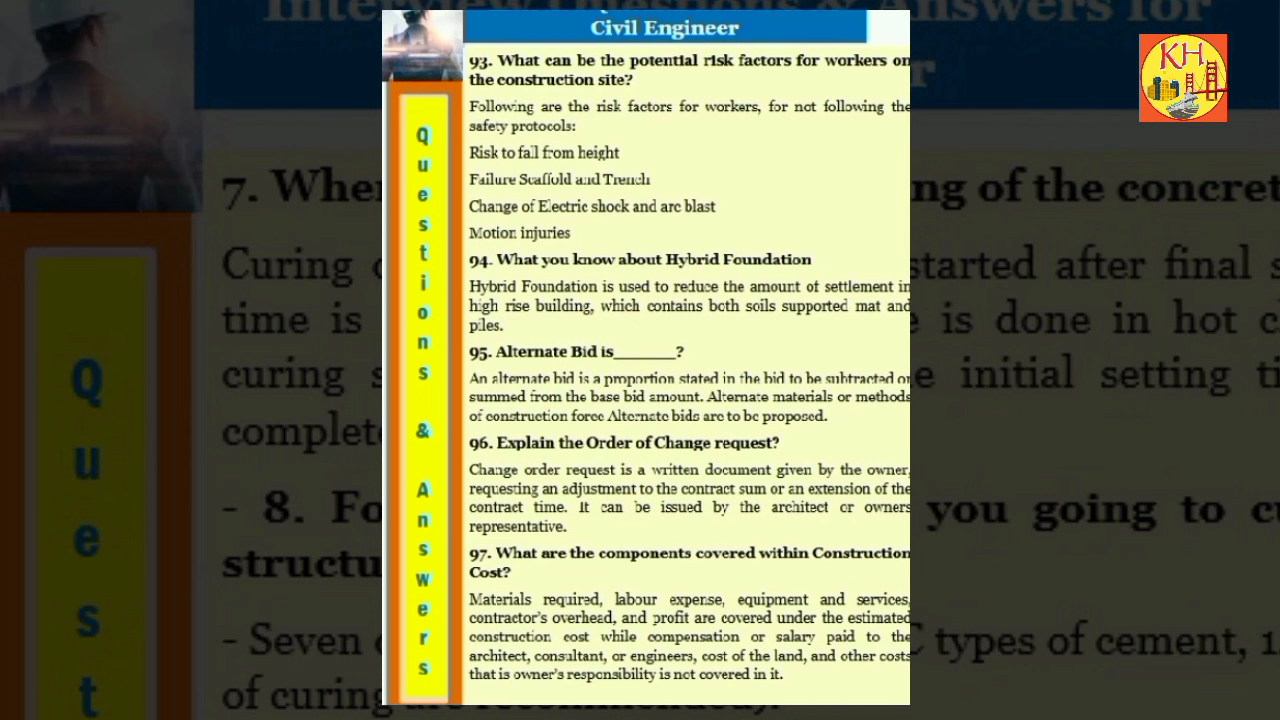 Interview Questions & Answers for
Civil Engineer
KH
93. What can be the potential risk factors for workers on
the construction site?
Following are the risk factors for workers, for not following the
safety protocols:
Risk to fall from height
Failure Scaffold and Trench
Change of Electric shock and arc blast
Motion injuries
94. What you know about Hybrid Foundation
Hybrid Foundation is used to reduce the amount of settlement in
high rise building, which contains both soils supported mat and
piles.
95. Alternate Bid is_______?
An alternate bid is a proportion stated in the bid to be subtracted or
summed from the base bid amount. Alternate materials or methods
of construction force Alternate bids are to be proposed.
96. Explain the Order of Change request?
Change order request is a written document given by the owner,
requesting an adjustment to the contract sum or an extension of the
contract time. It can be issued by the architect or owners
representative.
97. What are the components covered within Construction
Cost?
Materials required, labour expense, equipment and services,
contractor's overhead, and profit are covered under the estimated
construction cost while compensation or salary paid to the
architect, consultant, or engineers, cost of the land, and other costs
that is owner's responsibility is not covered in it.
Questions & Answers
7. When
ng of the concret
Curing
started after final s
time is
e is done in hot c
curing s
e initial setting ti
complete
- 8. Fo
you going to cu
structu
- Seven
C types of cement, 1
of curing are recommended).
Quest